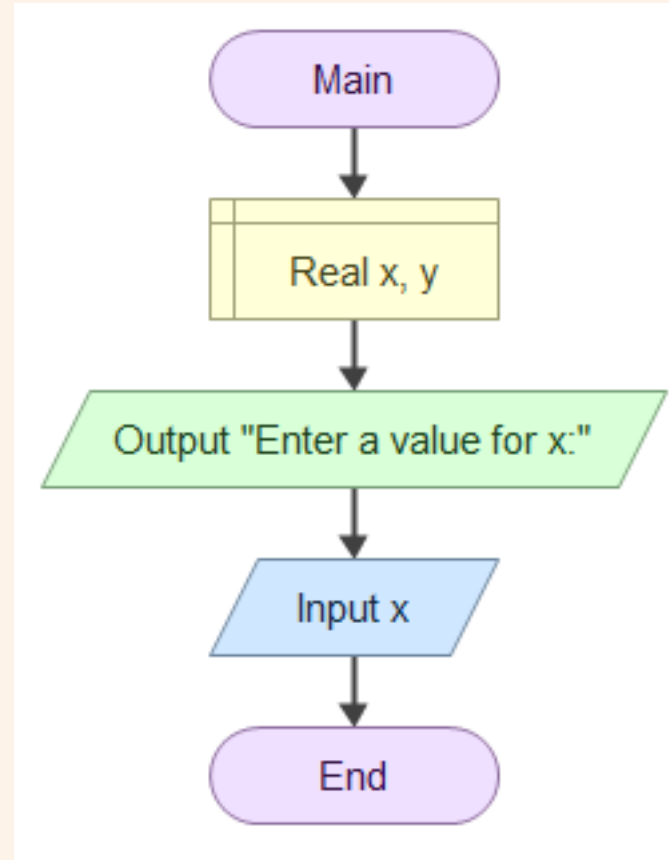 Main
Real x, y
Output "Enter a value for x:"
Input x
End